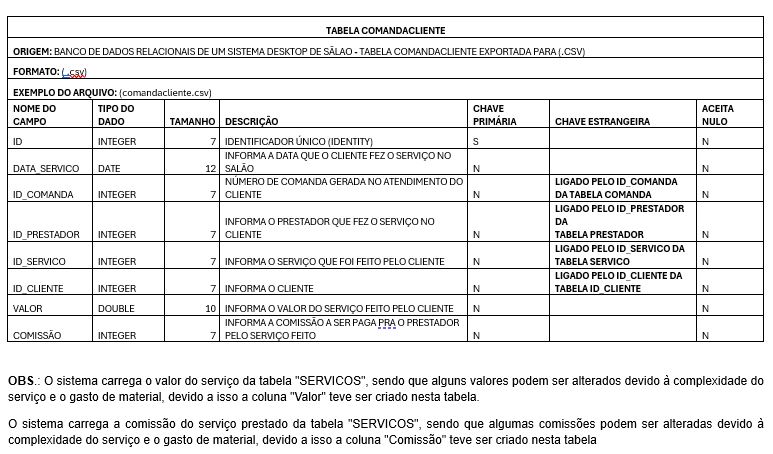 TABELA COMANDACLIENTE
ORIGEM: BANCO DE DADOS RELACIONAIS DE UM SISTEMA DESKTOP DE SÃLAO - TABELA COMANDACLIENTE EXPORTADA PARA (.CSV)
FORMATO: (.csv)
EXEMPLO DO ARQUIVO: (comandacliente.csv)
NOME DO CAMPO TIPO DO DADO TAMANHO DESCRIÇÃO CHAVE PRIMÁRIA CHAVE ESTRANGEIRA ACEITA NULO
ID INTEGER 7 IDENTIFICADOR ÚNICO (IDENTITY) S N
DATA_SERVICO DATE 12 INFORMA A DATA QUE O CLIENTE FEZ O SERVIÇO NO SALÃO N N
ID_COMANDA INTEGER 7 NÚMERO DE COMANDA GERADA NO ATENDIMENTO DO CLIENTE N LIGADO PELO ID_COMANDA DA TABELA COMANDA N
ID_PRESTADOR INTEGER 7 INFORMA O PRESTADOR QUE FEZ O SERVIÇO NO CLIENTE N LIGADO PELO ID_PRESTADOR DA TABELA PRESTADOR N
ID_SERVICO INTEGER 7 INFORMA O SERVIÇO QUE FOI FEITO PELO CLIENTE N LIGADO PELO ID_SERVICO DA TABELA SERVICO N
ID_CLIENTE INTEGER 7 INFORMA O CLIENTE N LIGADO PELO ID_CLIENTE DA TABELA ID_CLIENTE N
VALOR DOUBLE 10 INFORMA O VALOR DO SERVIÇO FEITO PELO CLIENTE N N
COMISSÃO INTEGER 7 INFORMA A COMISSÃO A SER PAGA PRA O PRESTADOR PELO SERVIÇO FEITO N N
OBS.: O sistema carrega o valor do serviço da tabela "SERVICOS", sendo que alguns valores podem ser alterados devido à complexidade do
serviço e o gasto de material, devido a isso a coluna "Valor" teve ser criado nesta tabela.
O sistema carrega a comissão do serviço prestado da tabela "SERVICOS", sendo que algumas comissões podem ser alteradas devido à
complexidade do serviço e o gasto de material, devido a isso a coluna "Comissão" teve ser criado nesta tabela